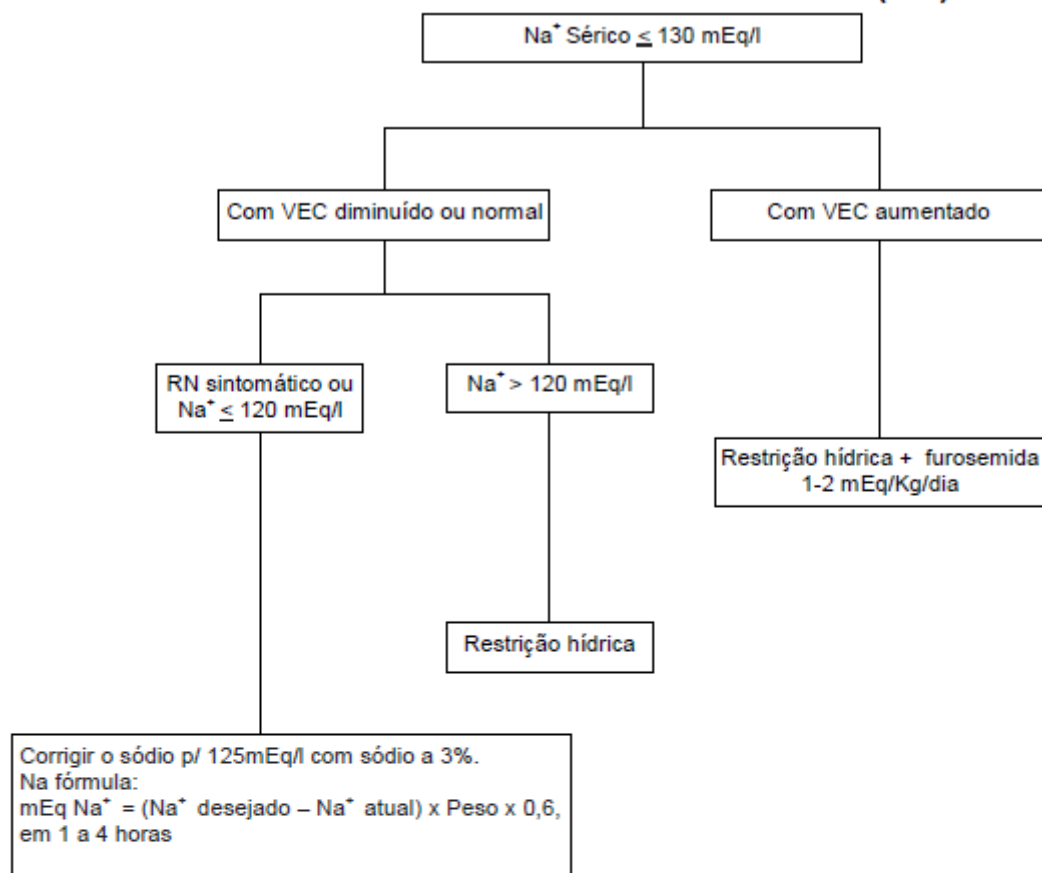 Na⁺ Sérico ≤ 130 mEq/l
Com VEC diminuído ou normal
Com VEC aumentado
RN sintomático ou
Na⁺ ≤ 120 mEq/l
Na⁺ > 120 mEq/l
Restrição hídrica + furosemida
1-2 mEq/Kg/dia
Restrição hídrica
Corrigir o sódio p/ 125mEq/l com sódio a 3%.
Na fórmula:
mEq Na⁺ = (Na⁺ desejado – Na⁺ atual) x Peso x 0,6,
em 1 a 4 horas